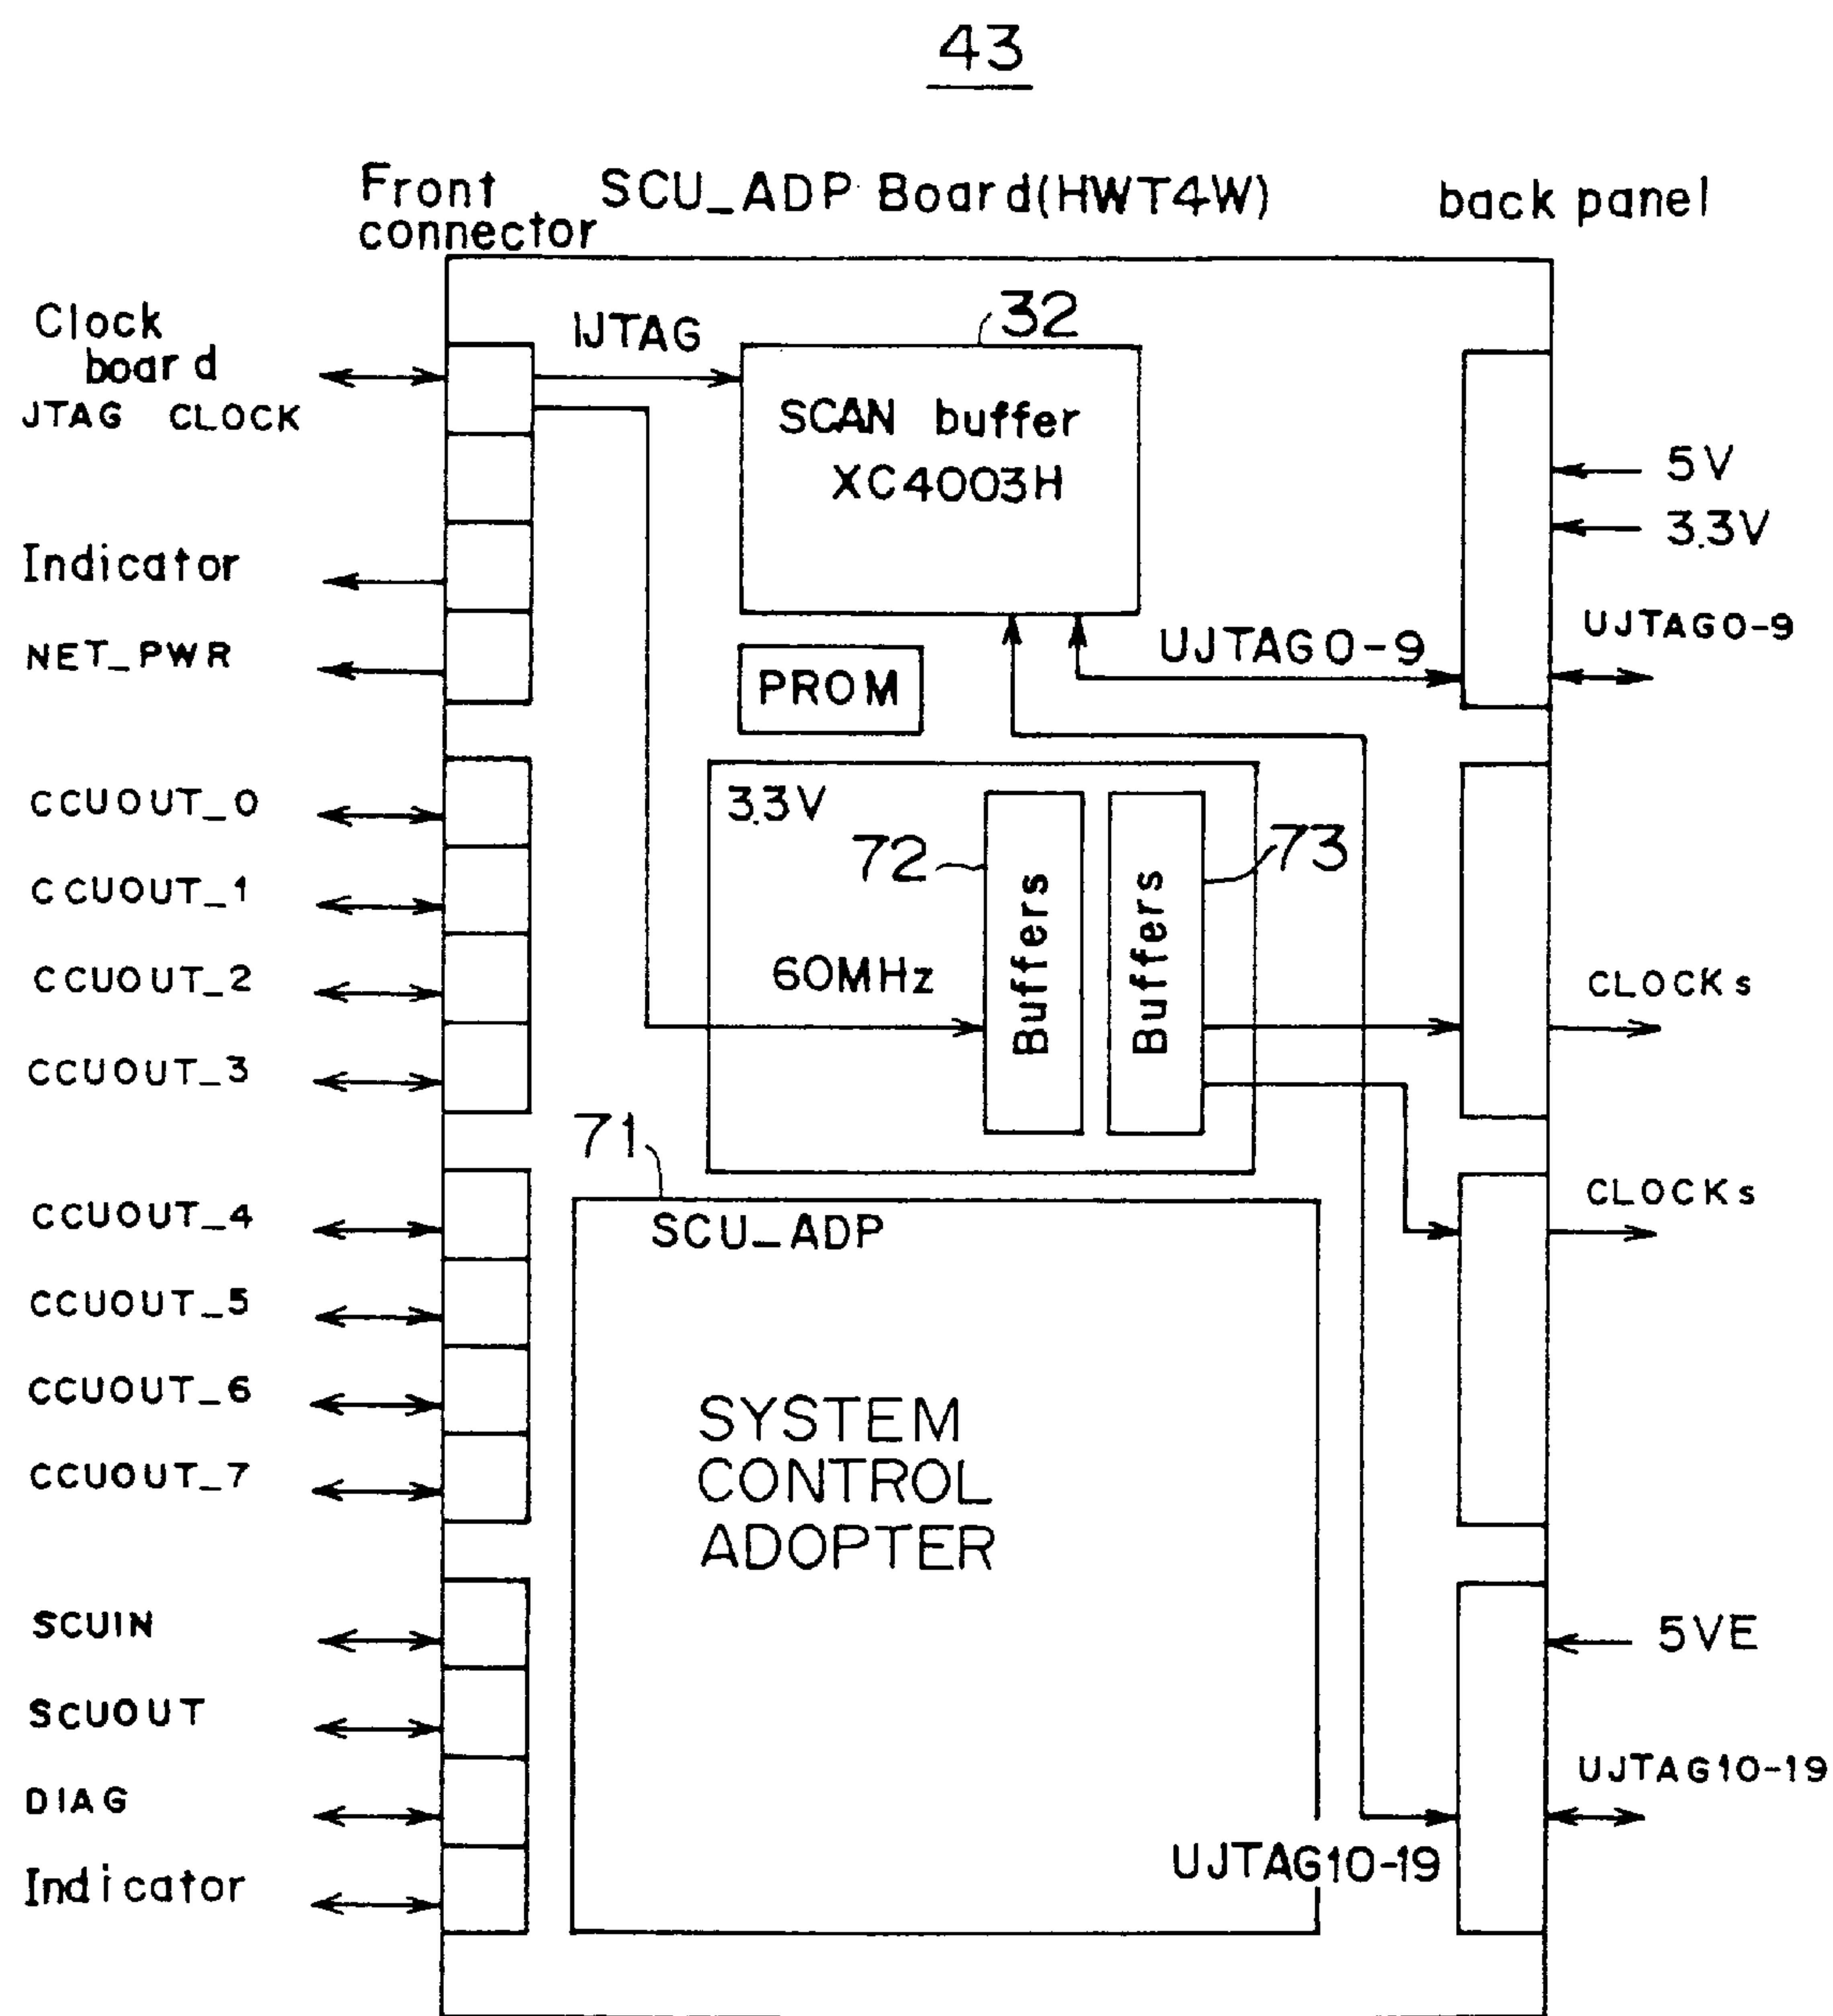 43
Front
connector
SCU_ADP Board(HWT4W)
back panel
Clock
board
JTAG CLOCK
Indicator
NET_PWR
CCUOUT_0
CCUOUT_1
CCUOUT_2
CCUOUT_3
CCUOUT_4
CCUOUT_5
CCUOUT_6
CCUOUT_7
SCUIN
SCUOUT
DIAG
Indicator
IJTAG
32
SCAN buffer
XC4003H
PROM
UJTAG0-9
3.3V
72
73
60MHz
Buffers
Buffers
71
SCU_ADP
SYSTEM
CONTROL
ADOPTER
UJTAG10-19
5V
3.3V
UJTAG0-9
CLOCKs
CLOCKs
5VE
UJTAG10-19